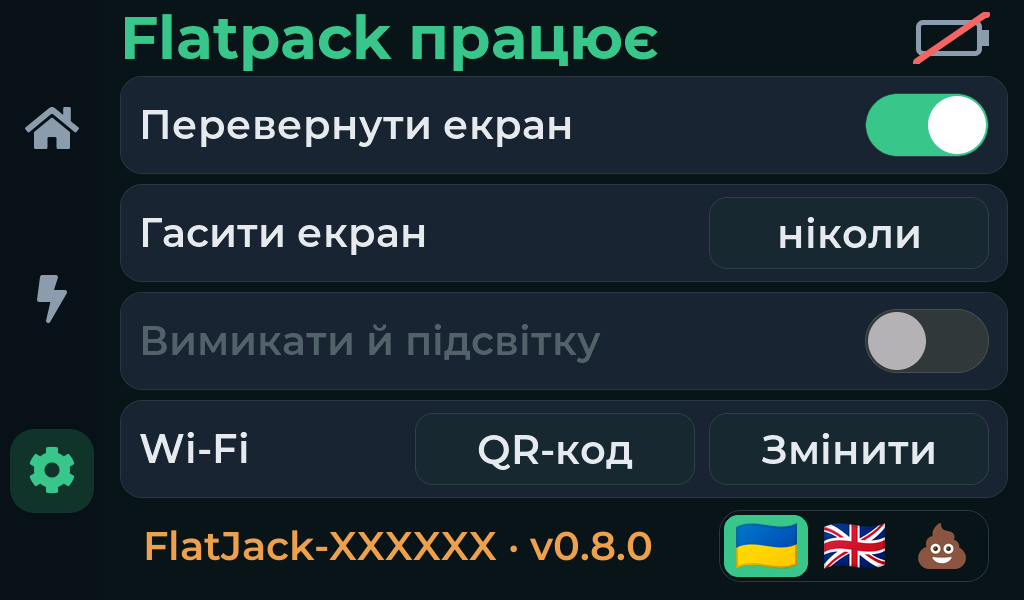 Flatpack працює
Перевернути екран
Гасити екран
ніколи
Вимикати й підсвітку
Wi-Fi
QR-код
Змінити
FlatJack-XXXXXX · v0.8.0